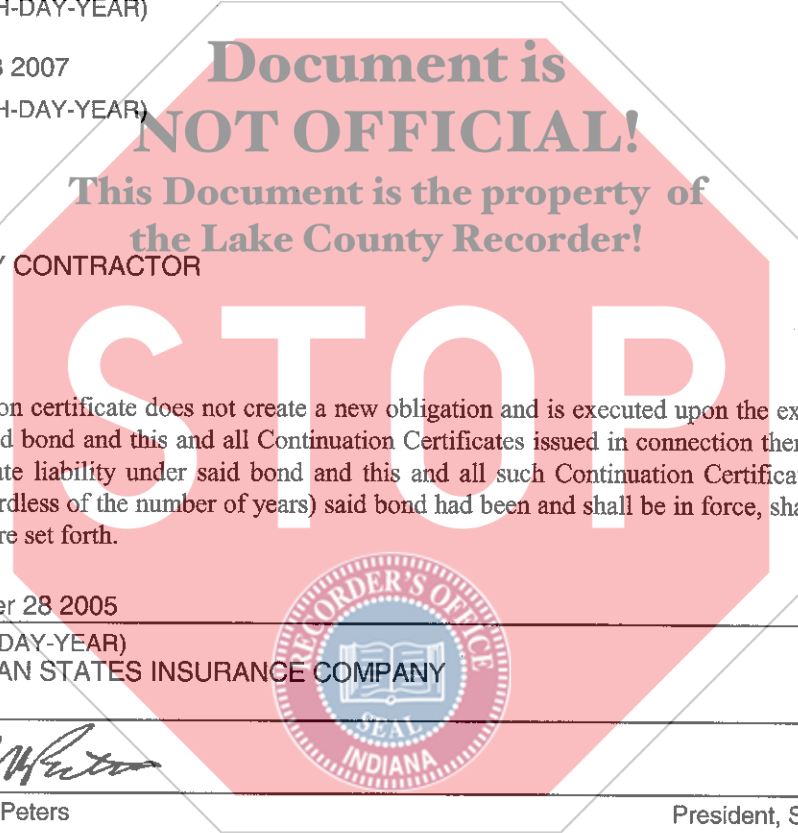 H-DAY-YEAR)
Document is
2007
H-DAY-YEAR)
NOT OFFICIAL!
This Document is the property of
the Lake County Recorder!
CONTRACTOR
STOP
on certificate does not create a new obligation and is executed upon the ex
d bond and this and all Continuation Certificates issued in connection ther
te liability under said bond and this and all such Continuation Certifica
rdless of the number of years) said bond had been and shall be in force, sha
re set forth.
er 28 2005
DAY-YEAR)
AN STATES INSURANCE COMPANY
RECORDER'S OFFICE
SEAL
INDIANA
Peters
President, S